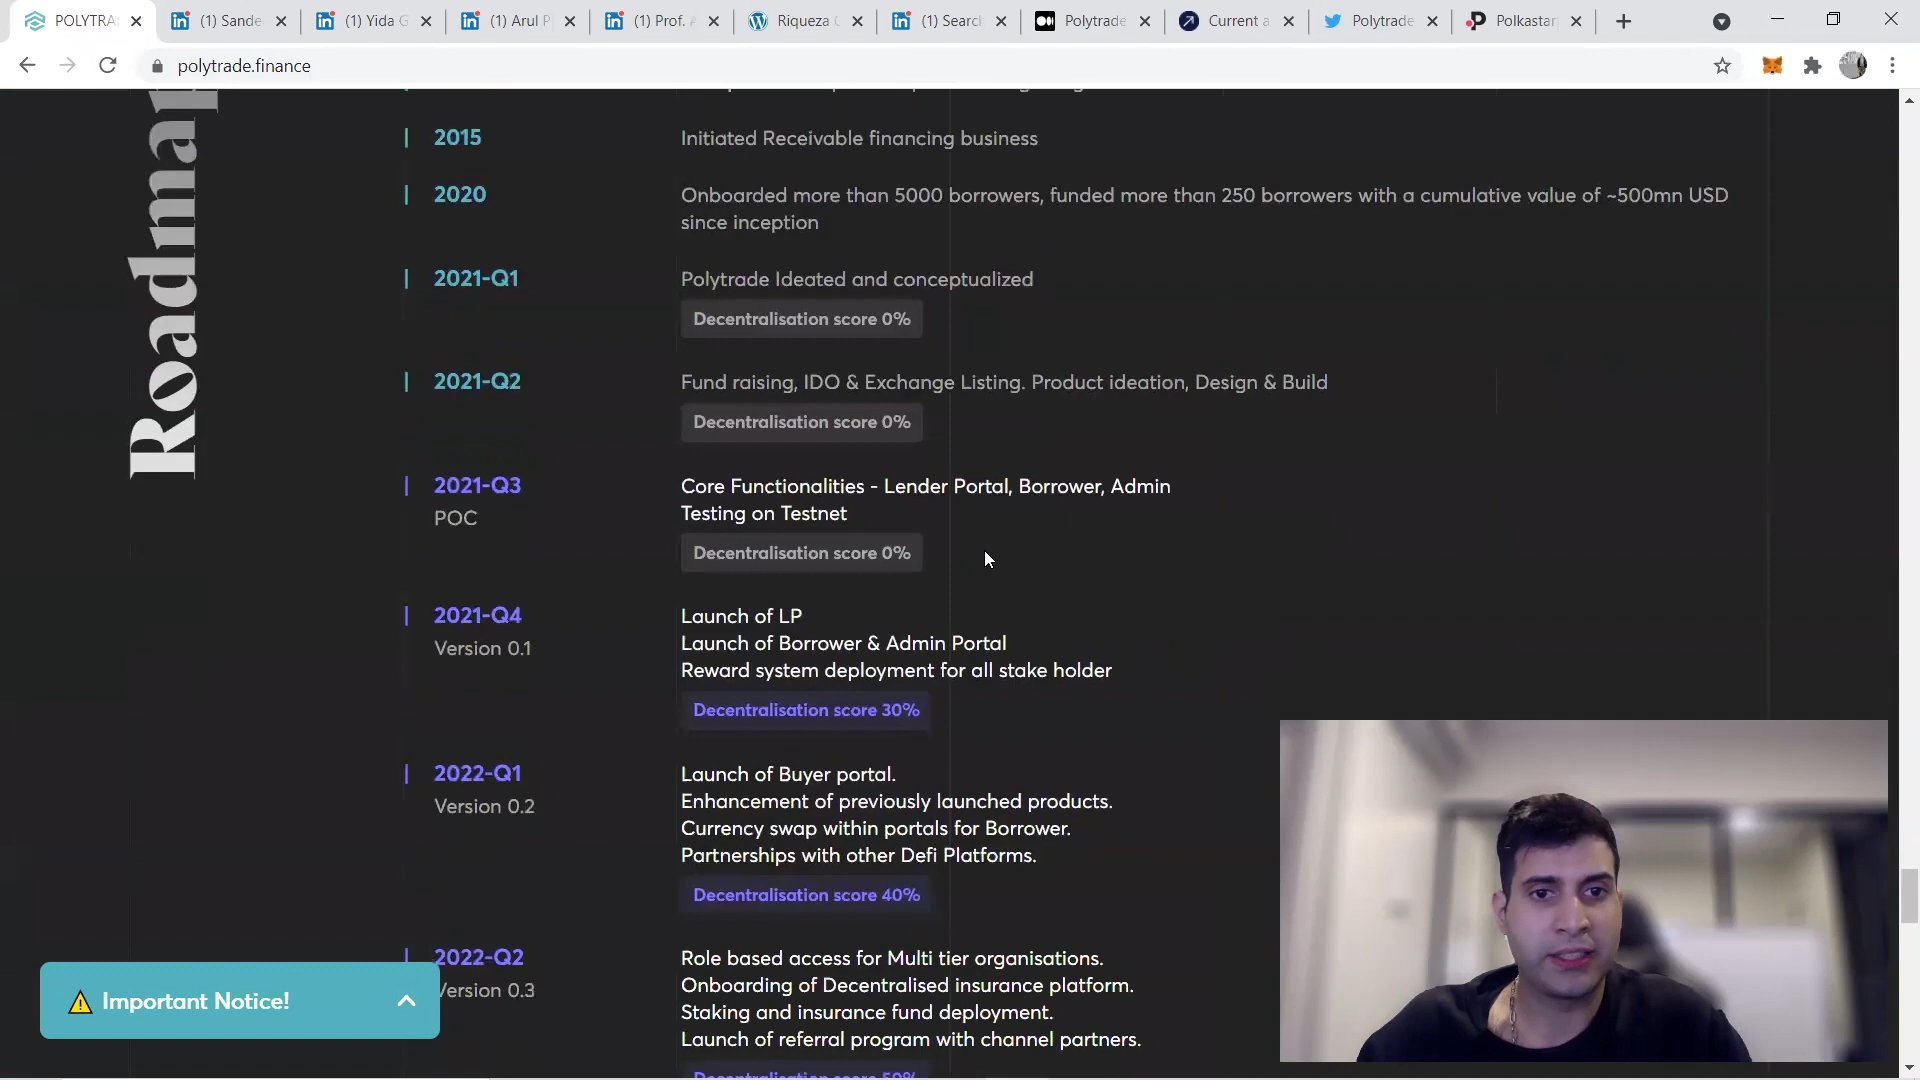 POLYTRA
(1) Sande
(1) Yida G
(1) Arul P
(1) Prof. A
Riqueza C
(1) Search
Polytrade
Current a
Polytrade
Polkastar
polytrade.finance
Roadmap
2015
Initiated Receivable financing business
2020
Onboarded more than 5000 borrowers, funded more than 250 borrowers with a cumulative value of ~500mn USD
since inception
2021-Q1
Polytrade Ideated and conceptualized
Decentralisation score 0%
2021-Q2
Fund raising, IDO & Exchange Listing. Product ideation, Design & Build
Decentralisation score 0%
2021-Q3
POC
Core Functionalities - Lender Portal, Borrower, Admin
Testing on Testnet
Decentralisation score 0%
2021-Q4
Version 0.1
Launch of LP
Launch of Borrower & Admin Portal
Reward system deployment for all stake holder
Decentralisation score 30%
2022-Q1
Version 0.2
Launch of Buyer portal.
Enhancement of previously launched products.
Currency swap within portals for Borrower.
Partnerships with other Defi Platforms.
Decentralisation score 40%
2022-Q2
Version 0.3
Role based access for Multi tier organisations.
Onboarding of Decentralised insurance platform.
Staking and insurance fund deployment.
Launch of referral program with channel partners.
Decentralisation score 50%
Important Notice!